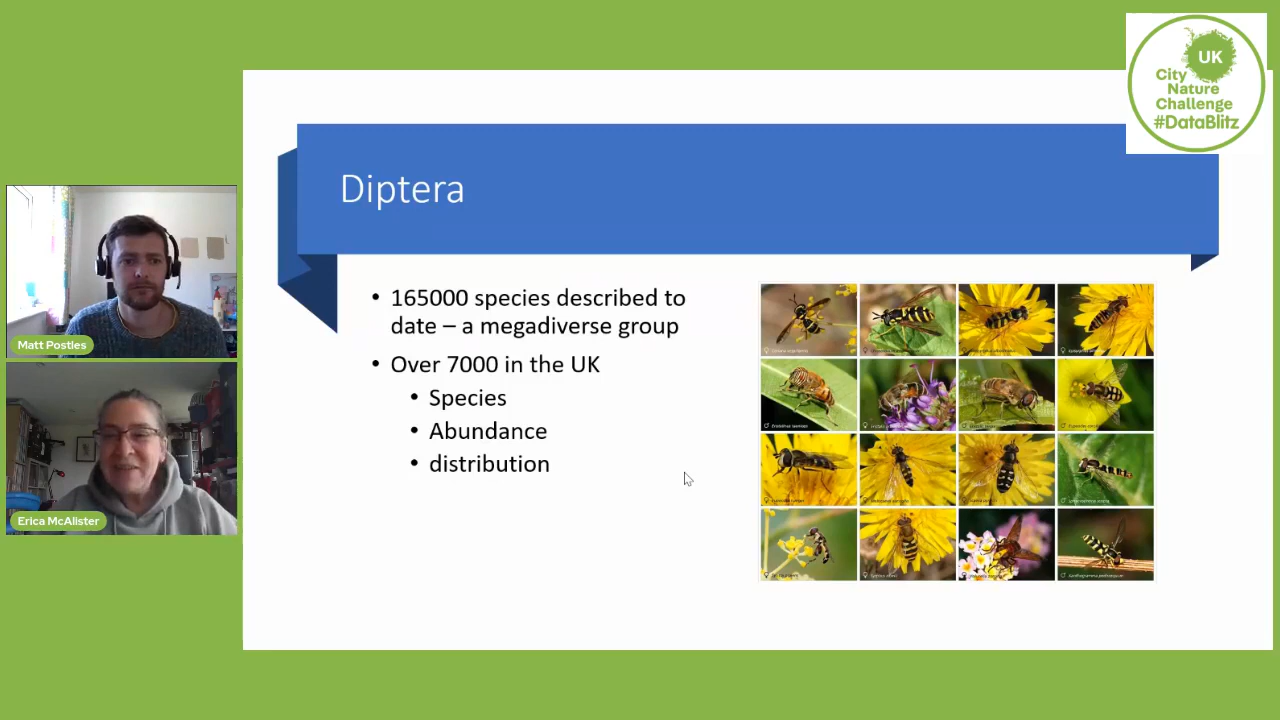 UK
City
Nature
Challenge
#DataBlitz
Diptera
• 165000 species described to
date – a megadiverse group
• Over 7000 in the UK
• Species
• Abundance
• distribution
Matt Postles
Erica McAlister